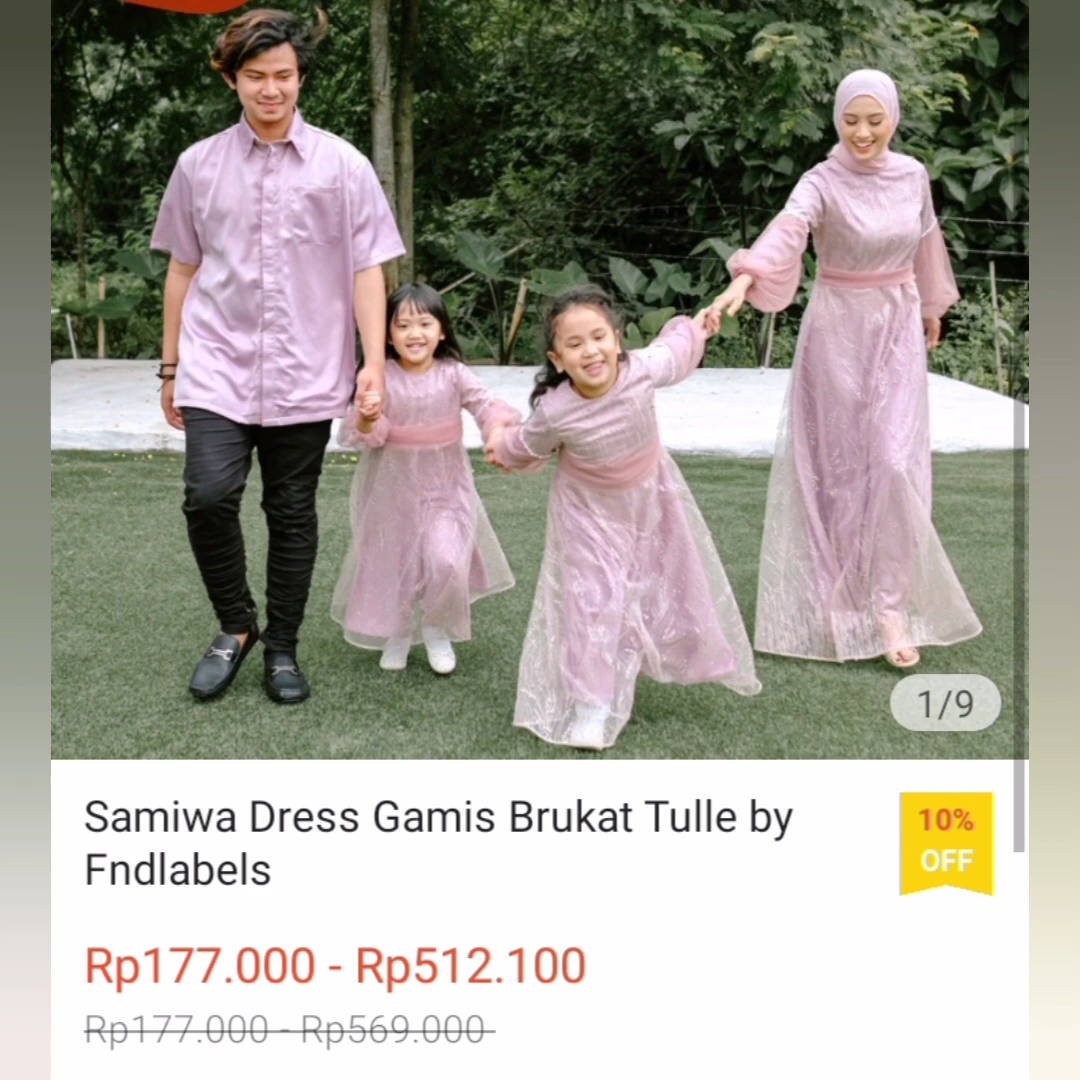 1/9
Samiwa Dress Gamis Brukat Tulle by
Fndlabels
10%
OFF
Rp177.000 - Rp512.100
Rp177.000 - Rp569.000